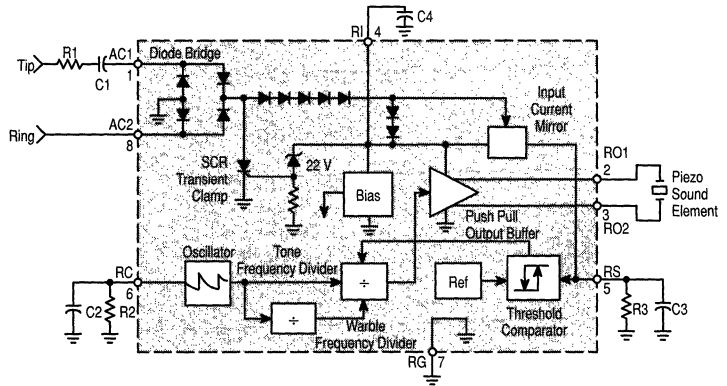 RI
4
C4
Tip
R1
C1
AC1
1
Diode Bridge
Input
Current
Mirror
Ring
AC2
8
SCR
Transient
Clamp
22 V
Bias
RO1
2
Piezo
Sound
Element
3
RO2
Push Pull
Output Buffer
Oscillator
Tone
Frequency Divider
RC
6
C2
R2
÷
÷
Warble
Frequency Divider
Ref
Threshold
Comparator
RS
5
R3
C3
RG
7